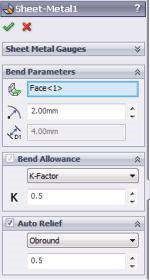 Sheet-Metal1 ?
Sheet Metal Gauges
Bend Parameters
Face<1>
2.00mm
D1 4.00mm
Bend Allowance
K-Factor
K 0.5
Auto Relief
Obround
0.5